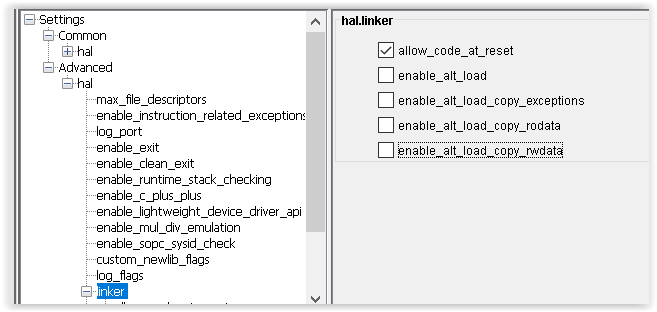 Settings
Common
hal
Advanced
hal
max_file_descriptors
enable_instruction_related_exceptions
log_port
enable_exit
enable_clean_exit
enable_runtime_stack_checking
enable_c_plus_plus
enable_lightweight_device_driver_api
enable_mul_div_emulation
enable_sopc_sysid_check
custom_newlib_flags
log_flags
linker
hal.linker
allow_code_at_reset
enable_alt_load
enable_alt_load_copy_exceptions
enable_alt_load_copy_rodata
enable_alt_load_copy_rwdata